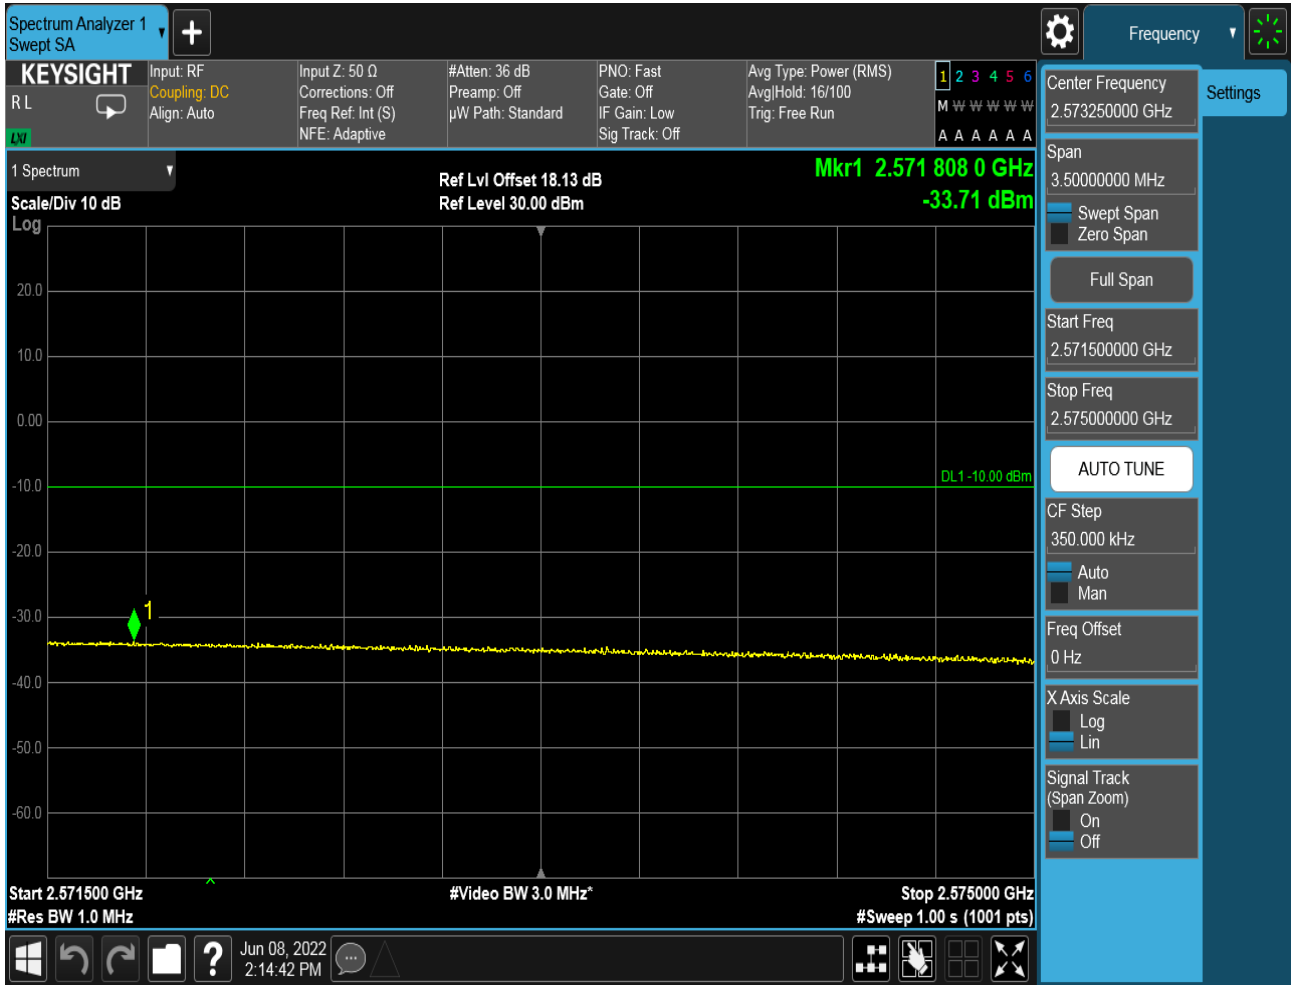 Spectrum Analyzer 1
Swept SA
Frequency
KEYSIGHT
R L
LXI
Input: RF
Coupling: DC
Align: Auto
Input Z: 50 Ω
Corrections: Off
Freq Ref: Int (S)
NFE: Adaptive
#Atten: 36 dB
Preamp: Off
µW Path: Standard
PNO: Fast
Gate: Off
IF Gain: Low
Sig Track: Off
Avg Type: Power (RMS)
Avg|Hold: 16/100
Trig: Free Run
1 2 3 4 5 6
M W W W W W
A A A A A A
1 Spectrum
Scale/Div 10 dB
Log
Ref Lvl Offset 18.13 dB
Ref Level 30.00 dBm
Mkr1 2.571 808 0 GHz
-33.71 dBm
20.0
10.0
0.00
-10.0
-20.0
-30.0
-40.0
-50.0
-60.0
DL1 -10.00 dBm
1
Start 2.571500 GHz
#Res BW 1.0 MHz
#Video BW 3.0 MHz*
Stop 2.575000 GHz
#Sweep 1.00 s (1001 pts)
Center Frequency
2.573250000 GHz
Settings
Span
3.50000000 MHz
Swept Span
Zero Span
Full Span
Start Freq
2.571500000 GHz
Stop Freq
2.575000000 GHz
AUTO TUNE
CF Step
350.000 kHz
Auto
Man
Freq Offset
0 Hz
X Axis Scale
Log
Lin
Signal Track
(Span Zoom)
On
Off
?
Jun 08, 2022
2:14:42 PM